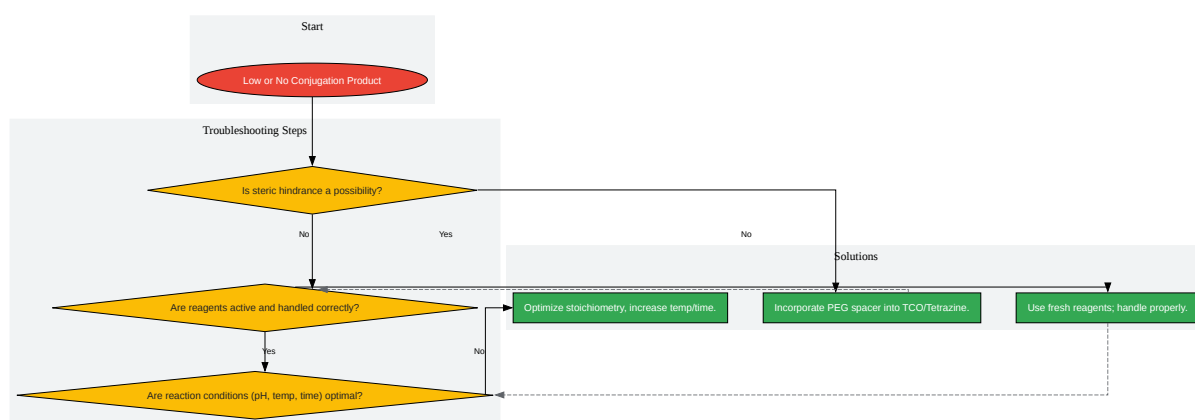 Start
Low or No Conjugation Product
Troubleshooting Steps
Is steric hindrance a possibility?
No
Yes
No
Solutions
Are reagents active and handled correctly?
Optimize stoichiometry, increase temp/time.
Incorporate PEG spacer into TCO/Tetrazine.
Use fresh reagents; handle properly.
Yes
No
Are reaction conditions (pH, temp, time) optimal?